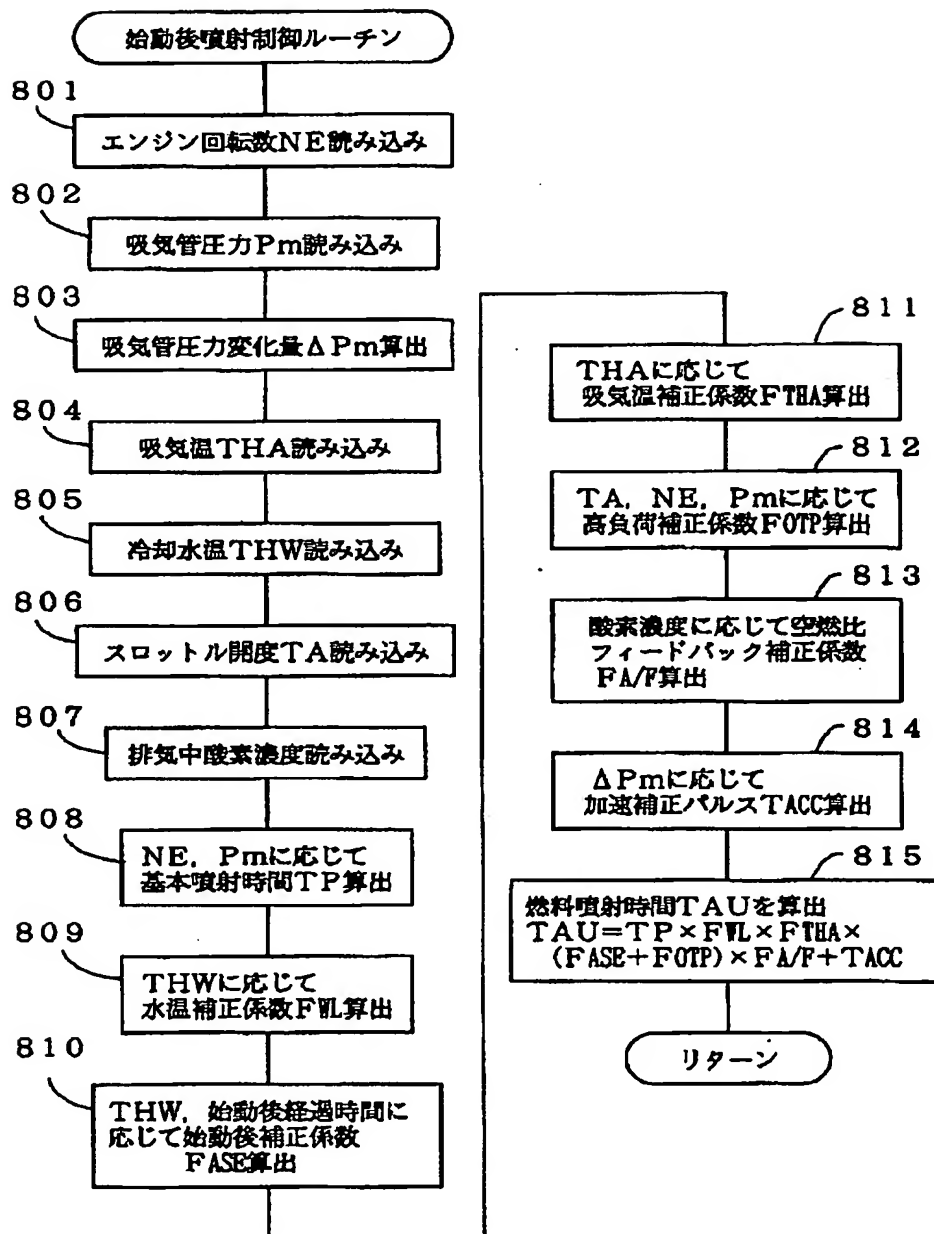 始動後噴射制御ルーチン
801
エンジン回転数NE読み込み
802
吸気管圧力Pm読み込み
803
吸気管圧力変化量ΔPm算出
804
吸気温THA読み込み
805
冷却水温THW読み込み
806
スロットル開度TA読み込み
807
排気中酸素濃度読み込み
808
NE, Pmに応じて
基本噴射時間TP算出
809
THWに応じて
水温補正係数FWL算出
810
THW, 始動後経過時間に
応じて始動後補正係数
FASE算出
811
THAに応じて
吸気温補正係数FTHA算出
812
TA, NE, Pmに応じて
高負荷補正係数FOTP算出
813
酸素濃度に応じて空燃比
フィードバック補正係数
FA/F算出
814
ΔPmに応じて
加速補正パルスTACC算出
815
燃料噴射時間TAUを算出
TAU=TP×FWL×FTHA×
(FASE+FOTP)×FA/F+TACC
リターン